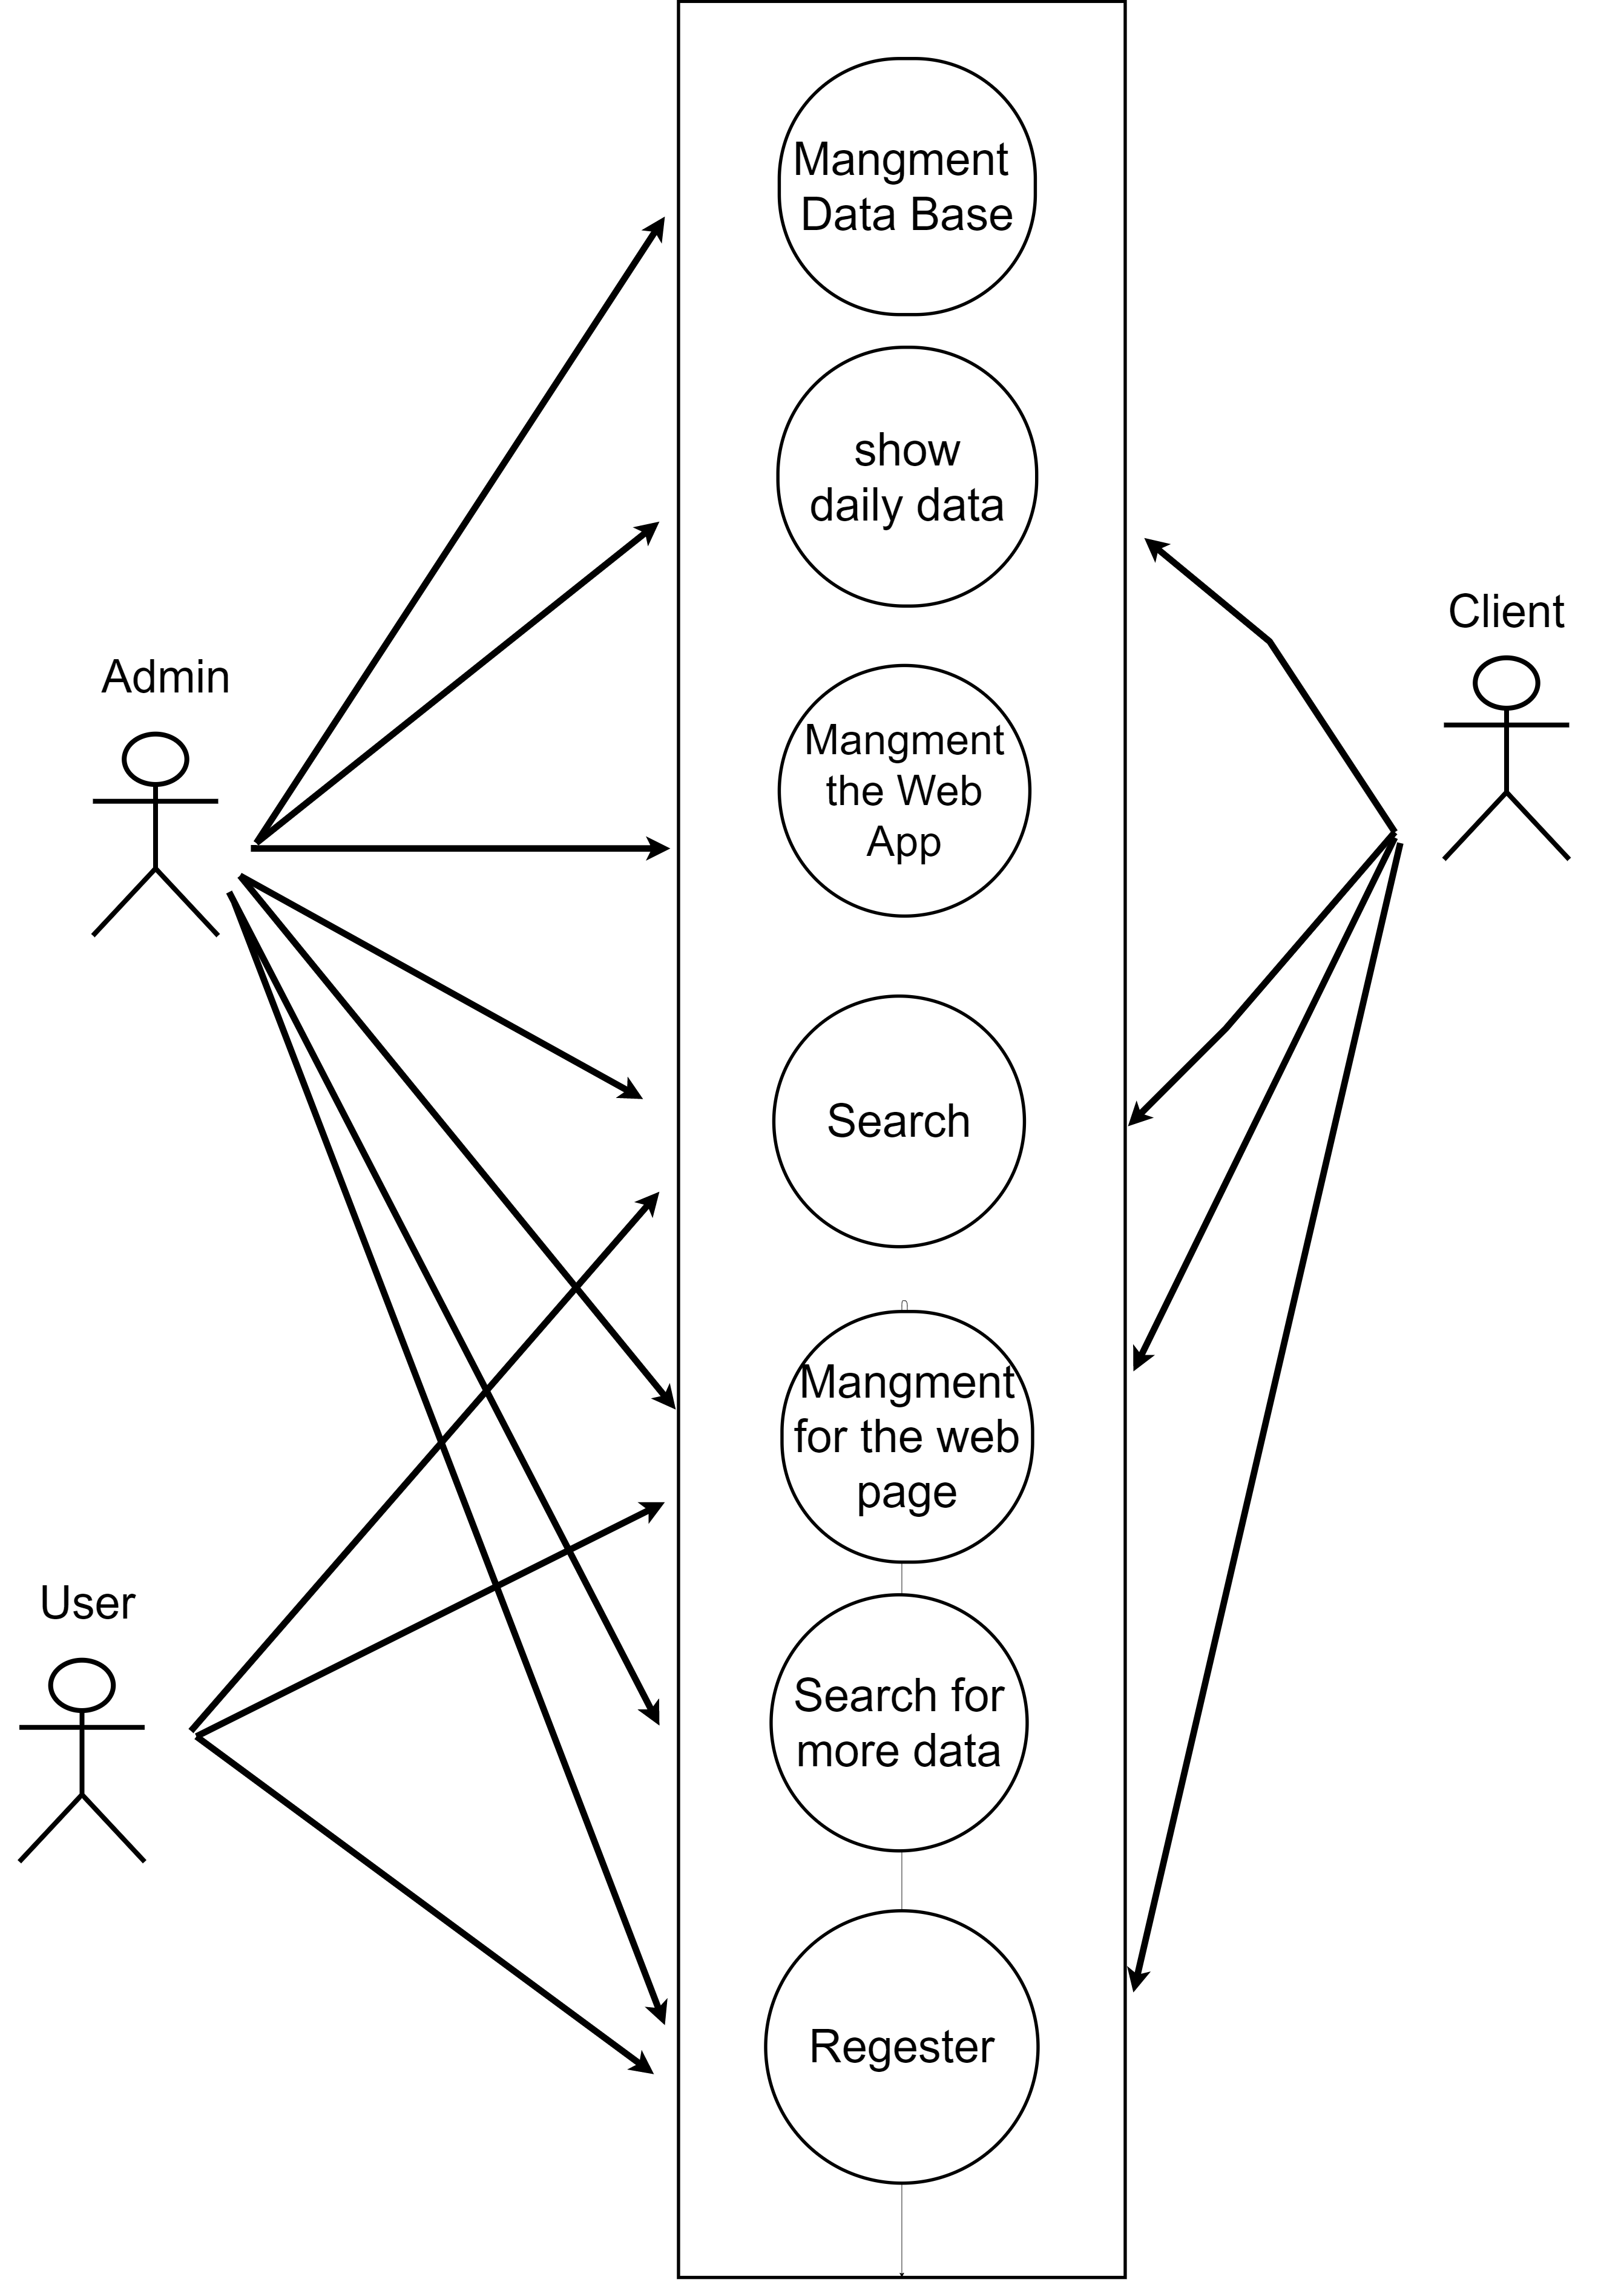 Mangment
Data Base
show
daily data
Client
Admin
Mangment
the Web
App
Search
Mangment
for the web
page
User
Search for
more data
Regester